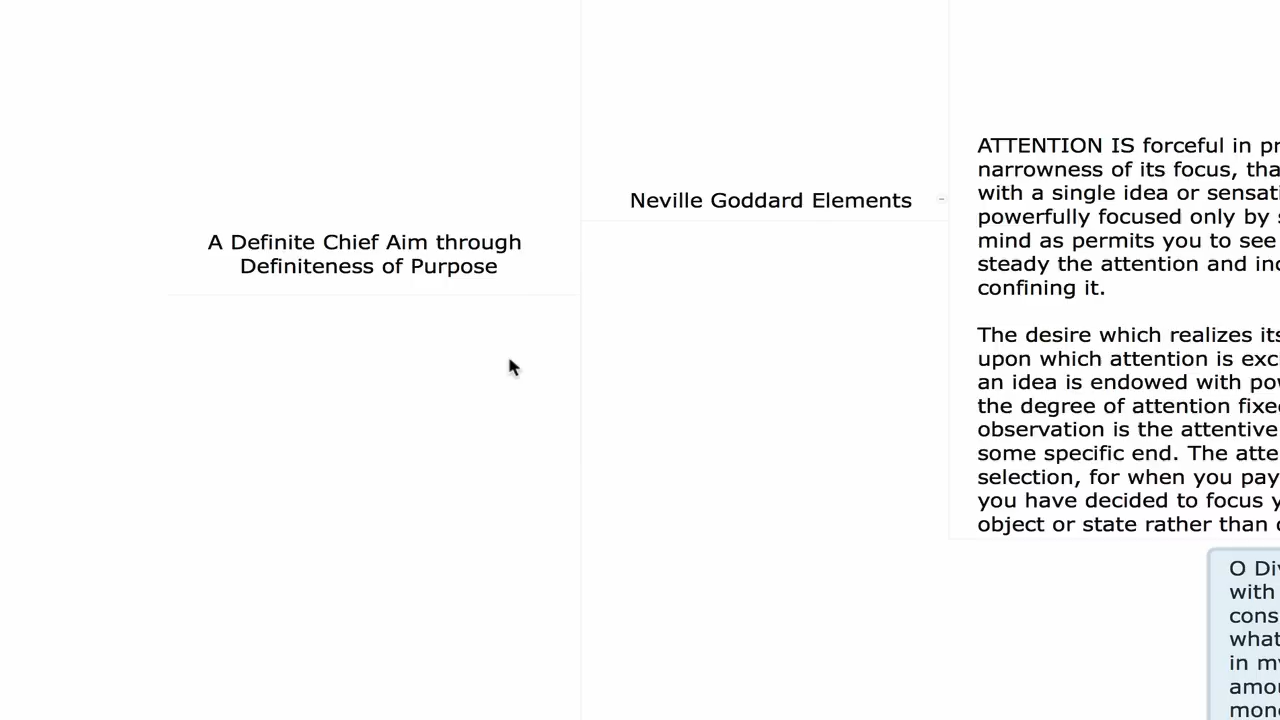 A Definite Chief Aim through
Definiteness of Purpose
Neville Goddard Elements
ATTENTION IS forceful in
narrowness of its focus,
with a single idea or
powerfully focused only by
mind as permits you to see
steady the attention and
confining it.
The desire which realizes
upon which attention is
an idea is endowed with
the degree of attention
observation is the attentive
some specific end. The
selection, for when you pay
you have decided to focus
object or state rather than
O
with
what
in